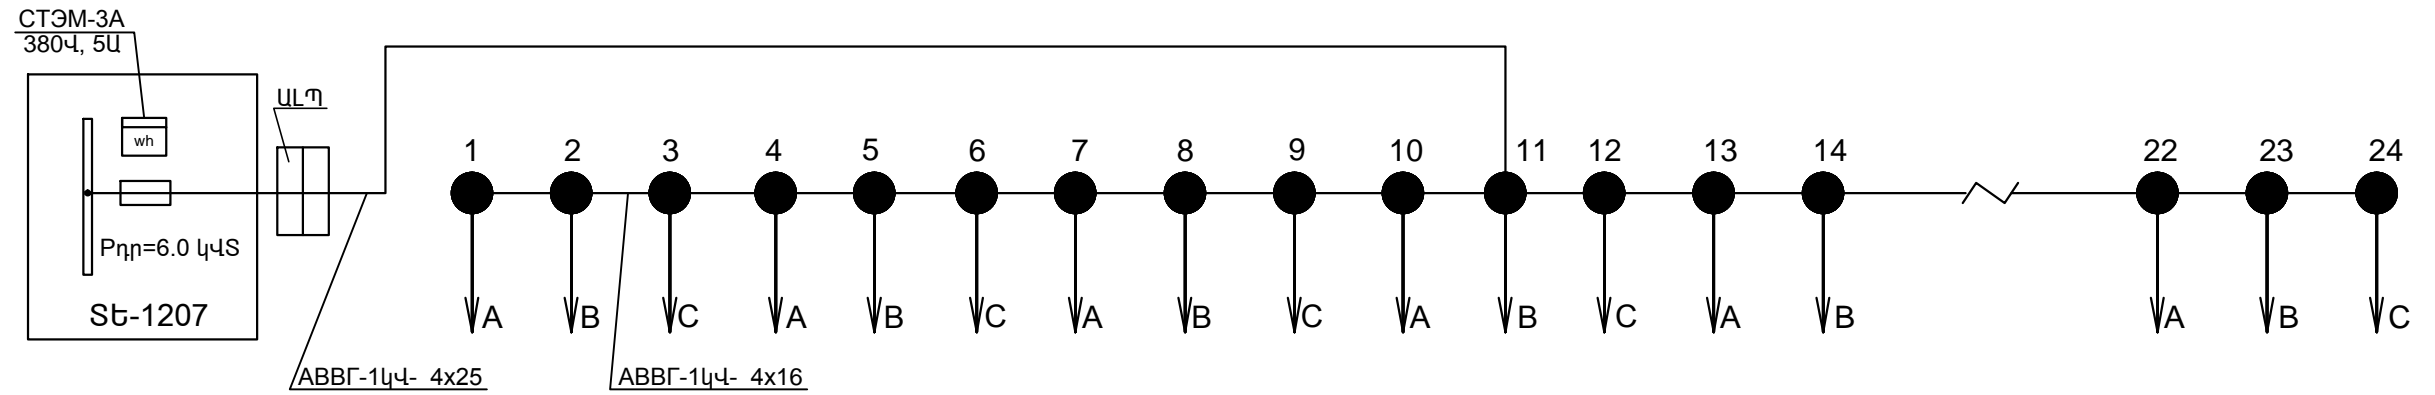 СТЭМ-3А
380Վ, 5Ա
ԱԼՊ
wh
Pդր=6.0 կՎՏ
ՏԵ-1207
1 2 3 4 5 6 7 8 9 10 11 12 13 14 22 23 24
A B C A B C A B C A B C A B A B C
АВВГ-1կՎ- 4x25
АВВГ-1կՎ- 4x16